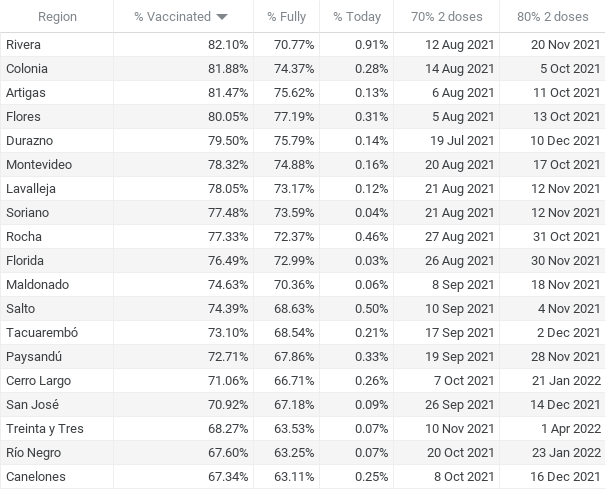 Region % Vaccinated % Fully % Today 70% 2 doses 80% 2 doses
Rivera 82.10% 70.77% 0.91% 12 Aug 2021 20 Nov 2021
Colonia 81.88% 74.37% 0.28% 14 Aug 2021 5 Oct 2021
Artigas 81.47% 75.62% 0.13% 6 Aug 2021 11 Oct 2021
Flores 80.05% 77.19% 0.31% 5 Aug 2021 13 Oct 2021
Durazno 79.50% 75.79% 0.14% 19 Jul 2021 10 Dec 2021
Montevideo 78.32% 74.88% 0.16% 20 Aug 2021 17 Oct 2021
Lavalleja 78.05% 73.17% 0.12% 21 Aug 2021 12 Nov 2021
Soriano 77.48% 73.59% 0.04% 21 Aug 2021 12 Nov 2021
Rocha 77.33% 72.37% 0.46% 27 Aug 2021 31 Oct 2021
Florida 76.49% 72.99% 0.03% 26 Aug 2021 30 Nov 2021
Maldonado 74.63% 70.36% 0.06% 8 Sep 2021 18 Nov 2021
Salto 74.39% 68.63% 0.50% 10 Sep 2021 4 Nov 2021
Tacuarembó 73.10% 68.54% 0.21% 17 Sep 2021 2 Dec 2021
Paysandú 72.71% 67.86% 0.33% 19 Sep 2021 28 Nov 2021
Cerro Largo 71.06% 66.71% 0.26% 7 Oct 2021 21 Jan 2022
San José 70.92% 67.18% 0.09% 26 Sep 2021 14 Dec 2021
Treinta y Tres 68.27% 63.53% 0.07% 10 Nov 2021 1 Apr 2022
Río Negro 67.60% 63.25% 0.07% 20 Oct 2021 23 Jan 2022
Canelones 67.34% 63.11% 0.25% 8 Oct 2021 16 Dec 2021